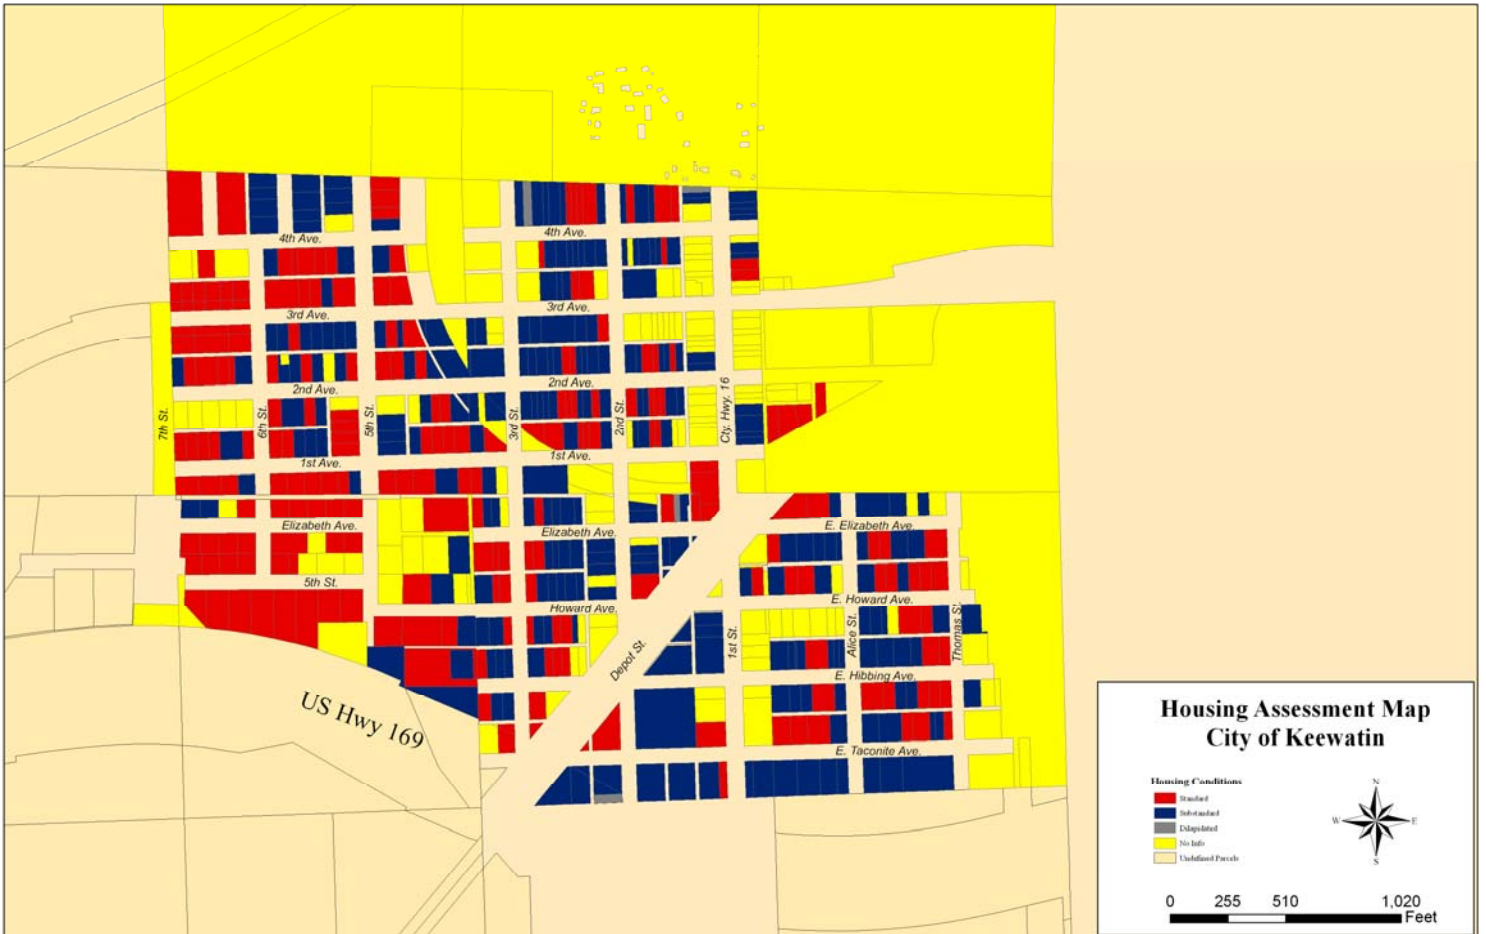 4th Ave.
4th Ave.
3rd Ave.
3rd Ave.
2nd Ave.
2nd Ave.
7th St.
6th St.
5th St.
3rd St.
2nd St.
Cty. Hwy. 16
1st Ave.
1st Ave.
Elizabeth Ave.
Elizabeth Ave.
E. Elizabeth Ave.
5th St.
Howard Ave.
E. Howard Ave.
Depot St.
1st St.
Alice St.
Thomas St.
E. Hibbing Ave.
US Hwy 169
E. Taconite Ave.
Housing Assessment Map
City of Keewatin
Housing Conditions
Standard
Substandard
Dilapidated
No Info
Undefined Parcels
N
W
E
S
0 255 510 1,020
Feet